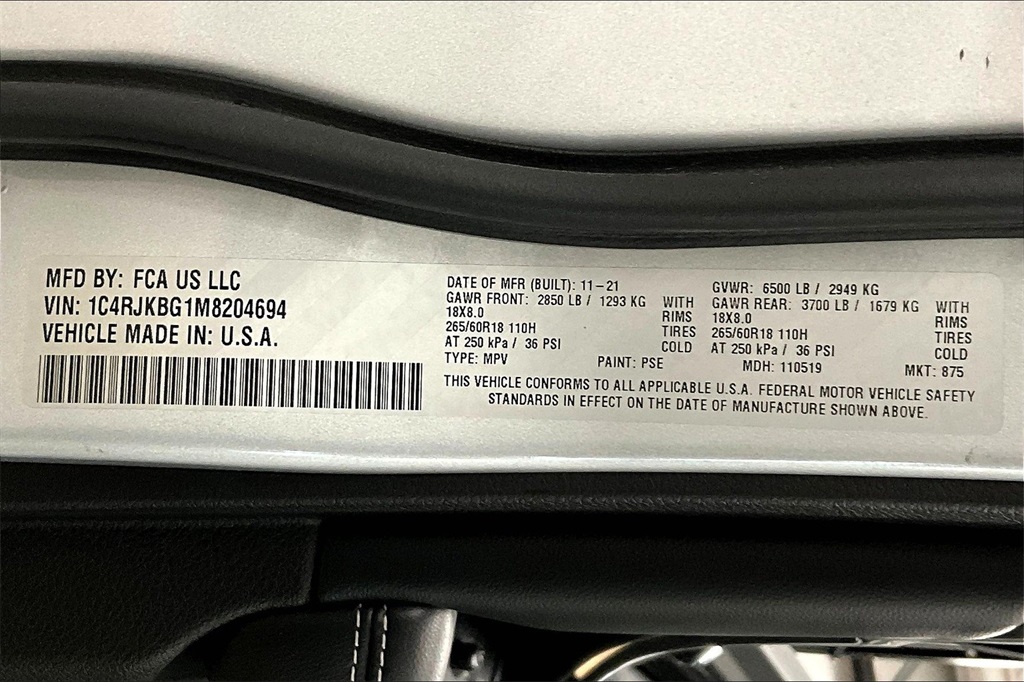 MFD BY: FCA US LLC
VIN: 1C4RJKBG1M8204694
VEHICLE MADE IN: U.S.A.
DATE OF MFR (BUILT): 11-21
GAWR FRONT: 2850 LB / 1293 KG WITH
18X8.0 RIMS
265/60R18 110H TIRES
AT 250 kPa / 36 PSI COLD
TYPE: MPV PAINT: PSE
GVWR: 6500 LB / 2949 KG
GAWR REAR: 3700 LB / 1679 KG WITH
18X8.0 RIMS
265/60R18 110H TIRES
AT 250 kPa / 36 PSI COLD
MDH: 110519 MKT: 875
THIS VEHICLE CONFORMS TO ALL APPLICABLE U.S.A. FEDERAL MOTOR VEHICLE SAFETY
STANDARDS IN EFFECT ON THE DATE OF MANUFACTURE SHOWN ABOVE.